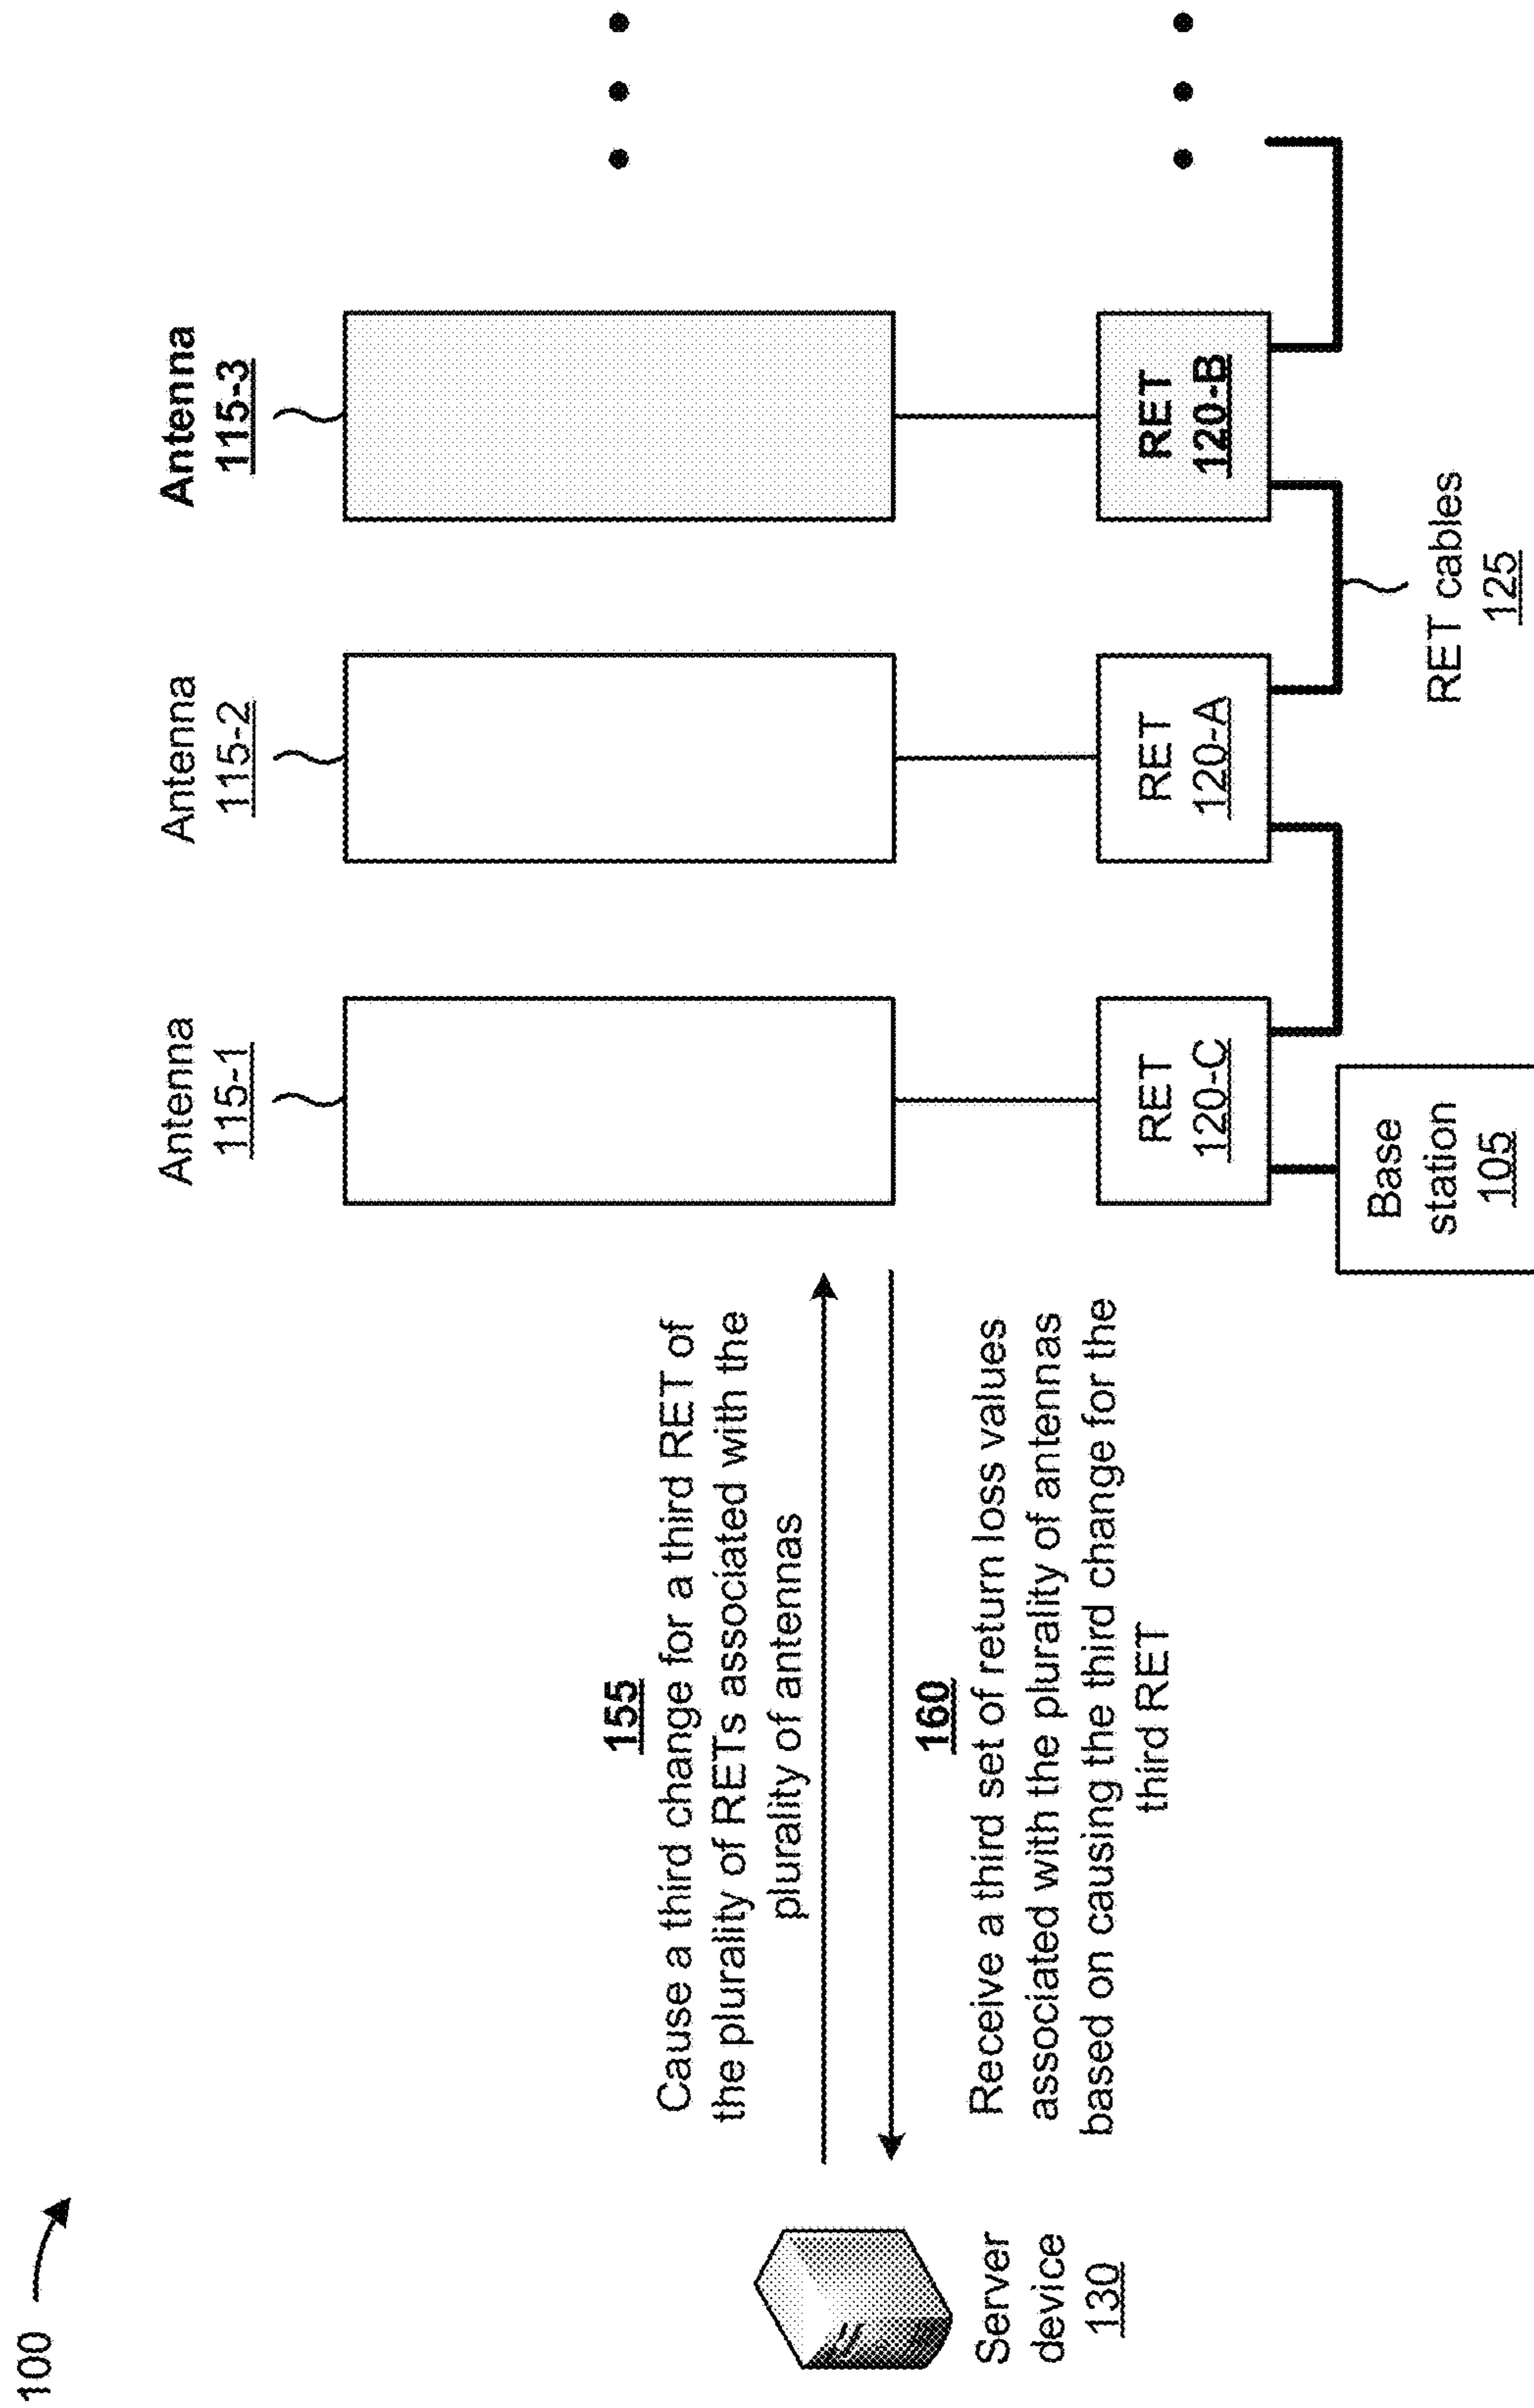 100
Antenna
115-1
Antenna
115-2
Antenna
115-3
155
Cause a third change for a third RET of
the plurality of RETs associated with the
plurality of antennas
160
Receive a third set of return loss values
associated with the plurality of antennas
based on causing the third change for the
third RET
Server
device
130
RET
120-C
RET
120-A
RET
120-B
Base
station
105
RET cables
125